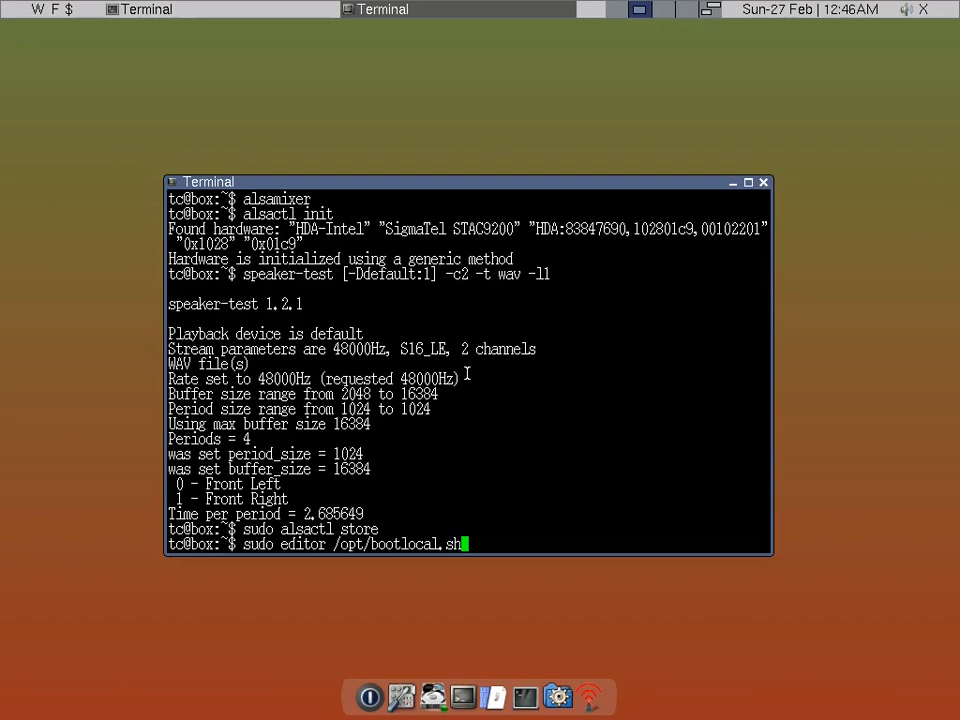 W F $ Terminal Terminal Sun-27 Feb | 12:46AM X
Terminal
tc@box:~$ alsamixer
tc@box:~$ alsactl init
Found hardware: "HDA-Intel" "SigmaTel STAC9200" "HDA:83847690,102801c9,00102201"
"0x1028" "0x01c9"
Hardware is initialized using a generic method
tc@box:~$ speaker-test [-Ddefault:1] -c2 -t wav -l1
speaker-test 1.2.1
Playback device is default
Stream parameters are 48000Hz, S16_LE, 2 channels
WAV file(s)
Rate set to 48000Hz (requested 48000Hz)
Buffer size range from 2048 to 16384
Period size range from 1024 to 1024
Using max buffer size 16384
Periods = 4
was set period_size = 1024
was set buffer_size = 16384
0 - Front Left
1 - Front Right
Time per period = 2.685649
tc@box:~$ sudo alsactl store
tc@box:~$ sudo editor /opt/bootlocal.sh